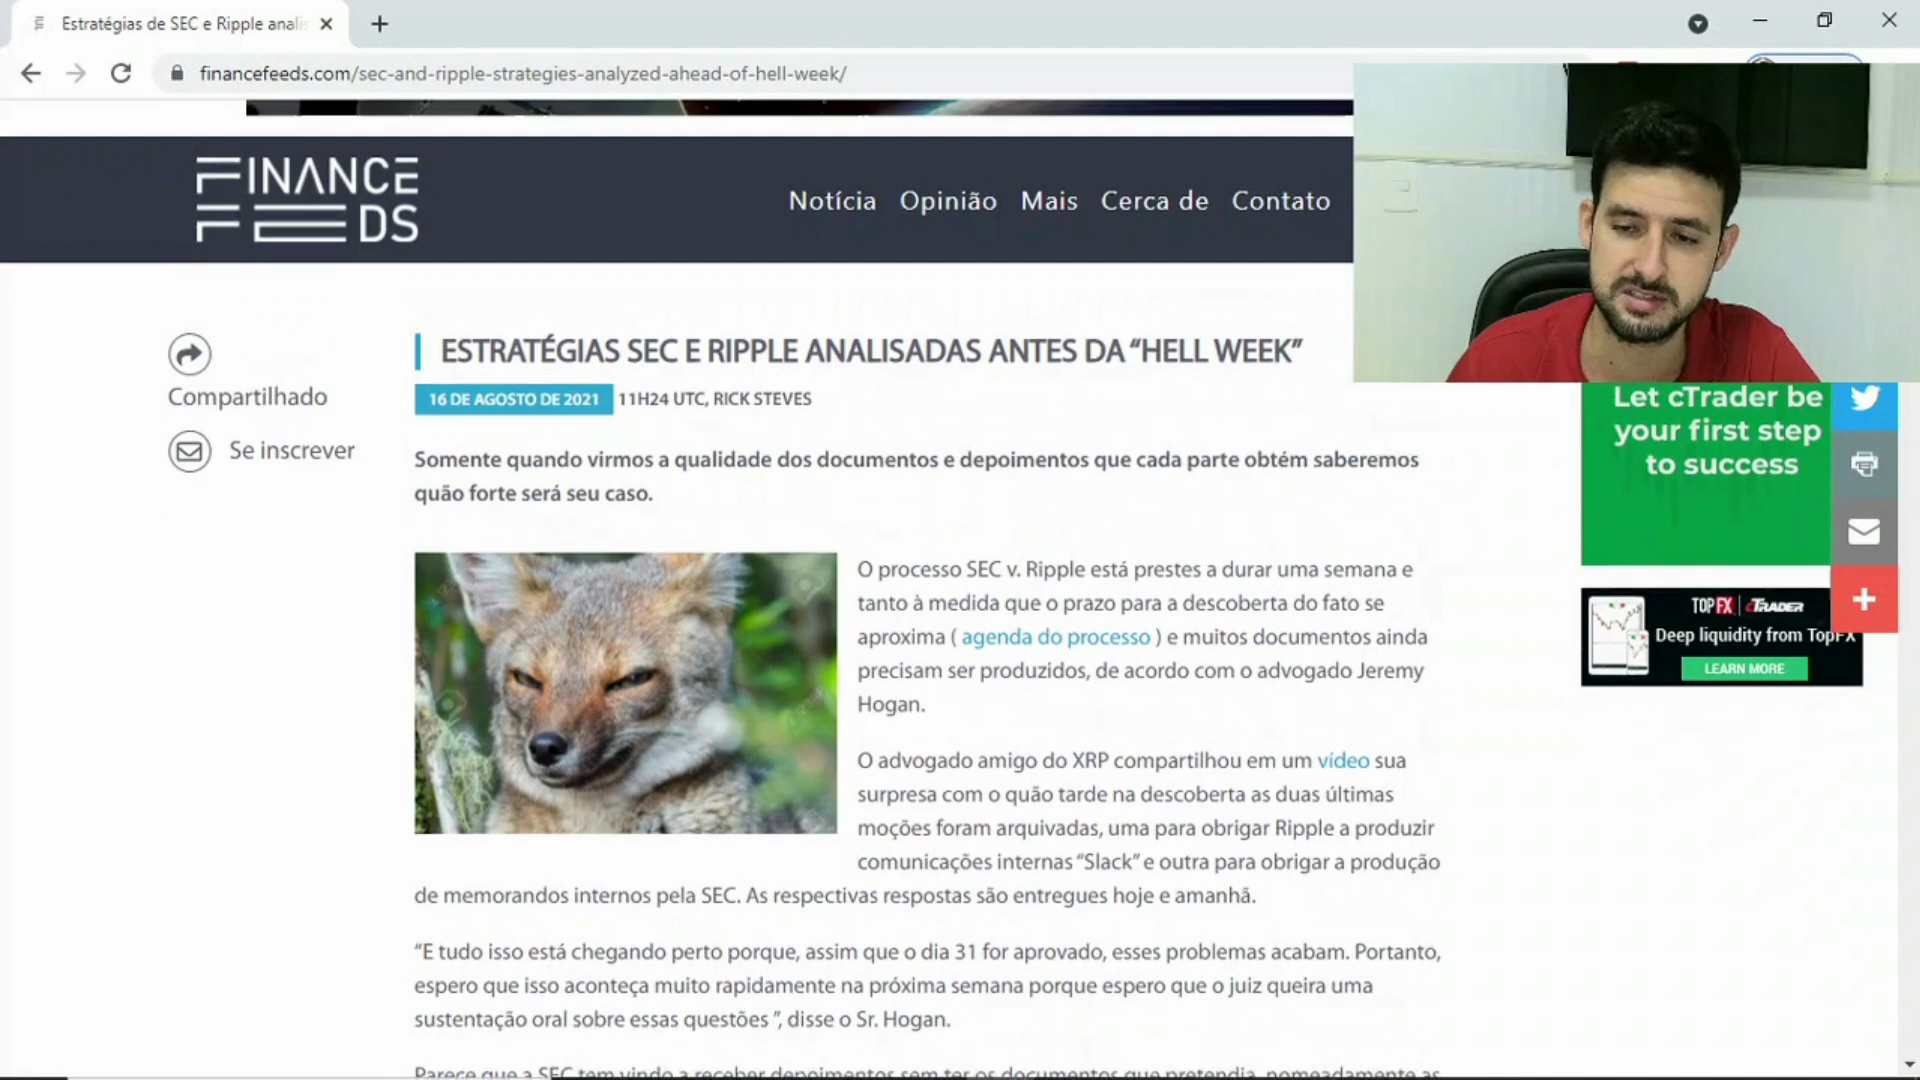 Estratégias de SEC e Ripple analis
financefeeds.com/sec-and-ripple-strategies-analyzed-ahead-of-hell-week/
FINANCE
FEEDS
Notícia Opinião Mais Cerca de Contato
Compartilhado
Se inscrever
ESTRATÉGIAS SEC E RIPPLE ANALISADAS ANTES DA “HELL WEEK”
16 DE AGOSTO DE 2021 11H24 UTC, RICK STEVES
Somente quando virmos a qualidade dos documentos e depoimentos que cada parte obtém saberemos
quão forte será seu caso.
O processo SEC v. Ripple está prestes a durar uma semana e
tanto à medida que o prazo para a descoberta do fato se
aproxima ( agenda do processo ) e muitos documentos ainda
precisam ser produzidos, de acordo com o advogado Jeremy
Hogan.
O advogado amigo do XRP compartilhou em um vídeo sua
surpresa com o quão tarde na descoberta as duas últimas
moções foram arquivadas, uma para obrigar Ripple a produzir
comunicações internas “Slack” e outra para obrigar a produção
de memorandos internos pela SEC. As respectivas respostas são entregues hoje e amanhã.
“E tudo isso está chegando perto porque, assim que o dia 31 for aprovado, esses problemas acabam. Portanto,
espero que isso aconteça muito rapidamente na próxima semana porque espero que o juiz queira uma
sustentação oral sobre essas questões ”, disse o Sr. Hogan.
Parece que a SEC tem vindo a receber depoimentos sem ter os documentos que pretendia, nomeadamente as
Let cTrader be
your first step
to success
TOPFX cTRADER
Deep liquidity from TopFX
LEARN MORE